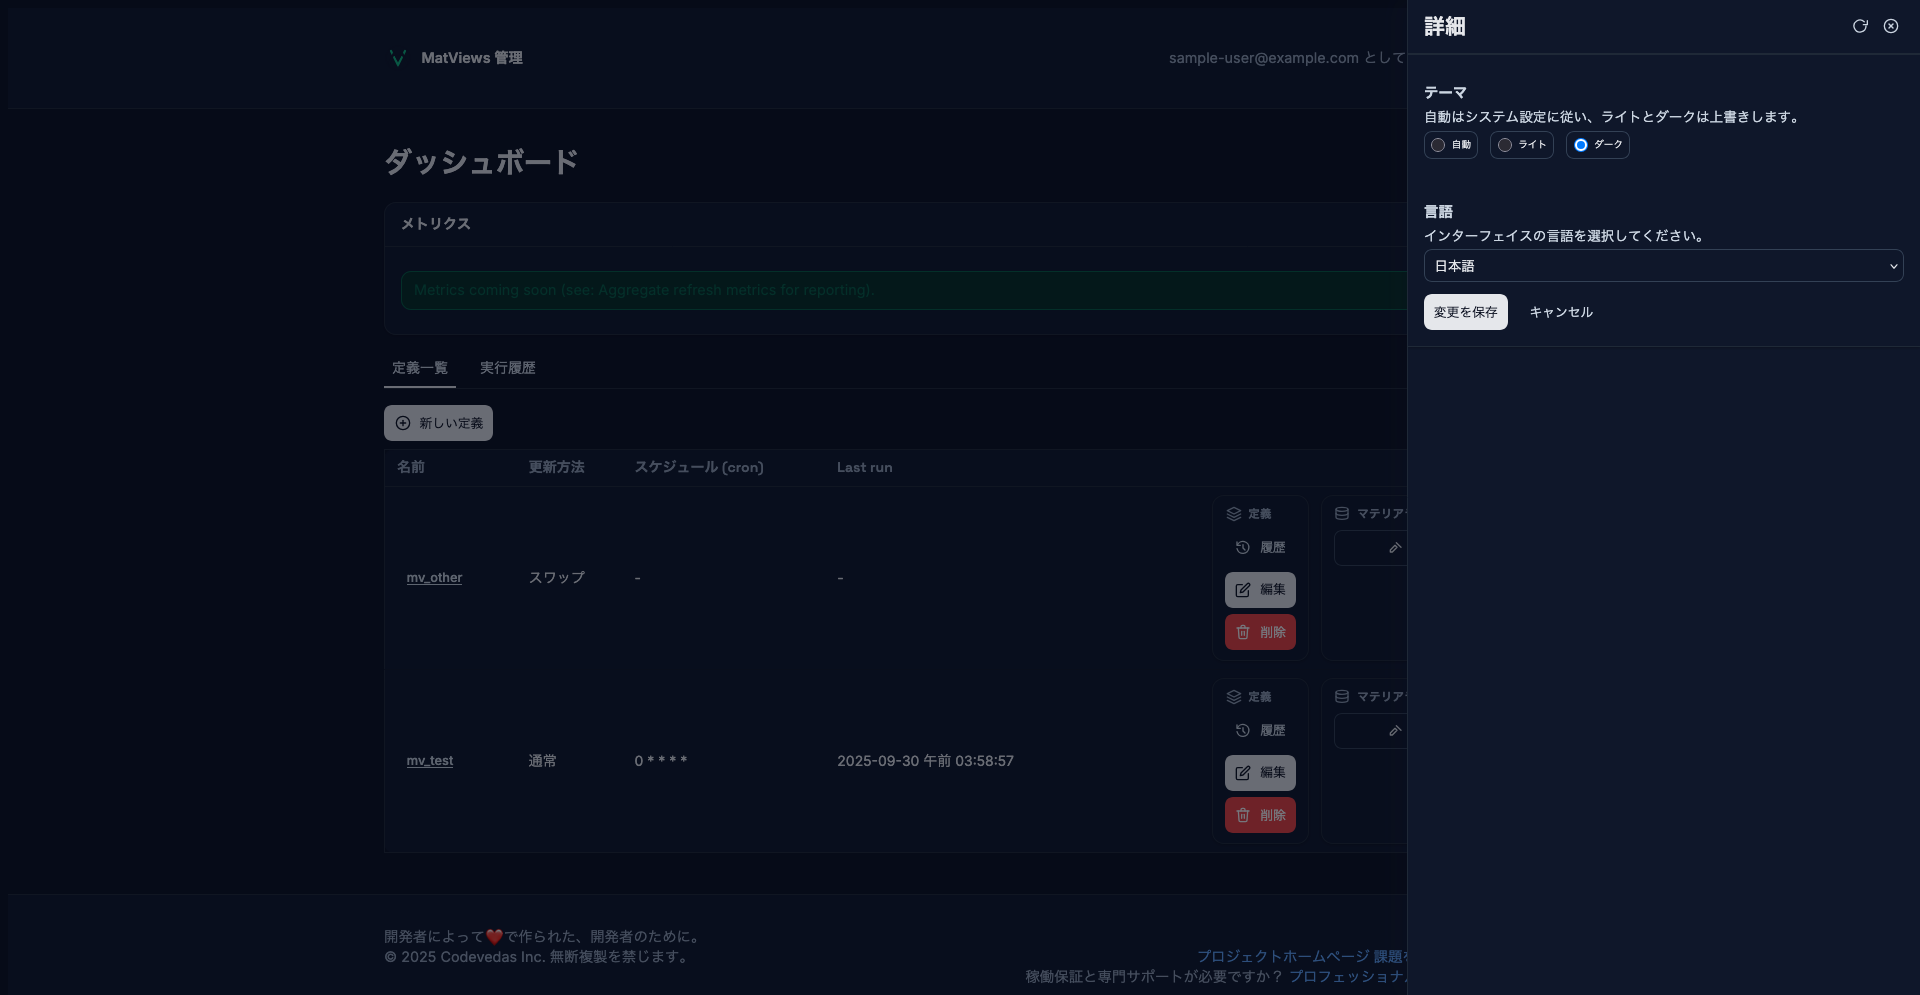 MatViews 管理
sample-user@example.com として
ダッシュボード
メトリクス
Metrics coming soon (see: Aggregate refresh metrics for reporting).
定義一覧 実行履歴
新しい定義
名前 更新方法 スケジュール (cron) Last run
定義
マテリア
履歴
mv_other スワップ - -
編集
削除
定義
マテリア
履歴
mv_test 通常 0 * * * * 2025-09-30 午前 03:58:57
編集
削除
開発者によって❤️で作られた、開発者のために。
© 2025 Codevedas Inc. 無断複製を禁じます。
プロジェクトホームページ 課題
稼働保証と専門サポートが必要ですか？ プロフェッショナ
詳細
テーマ
自動はシステム設定に従い、ライトとダークは上書きします。
自動 ライト ダーク
言語
インターフェイスの言語を選択してください。
日本語
変更を保存 キャンセル